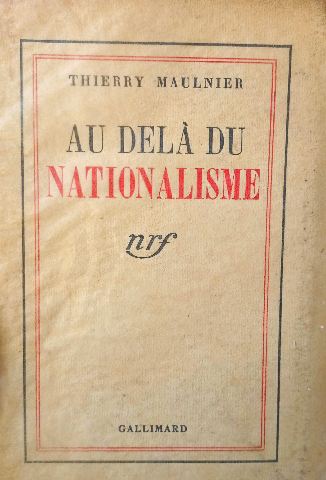 THIERRY MAULNIER
AU DELÀ DU
NATIONALISME
nrf
GALLIMARD